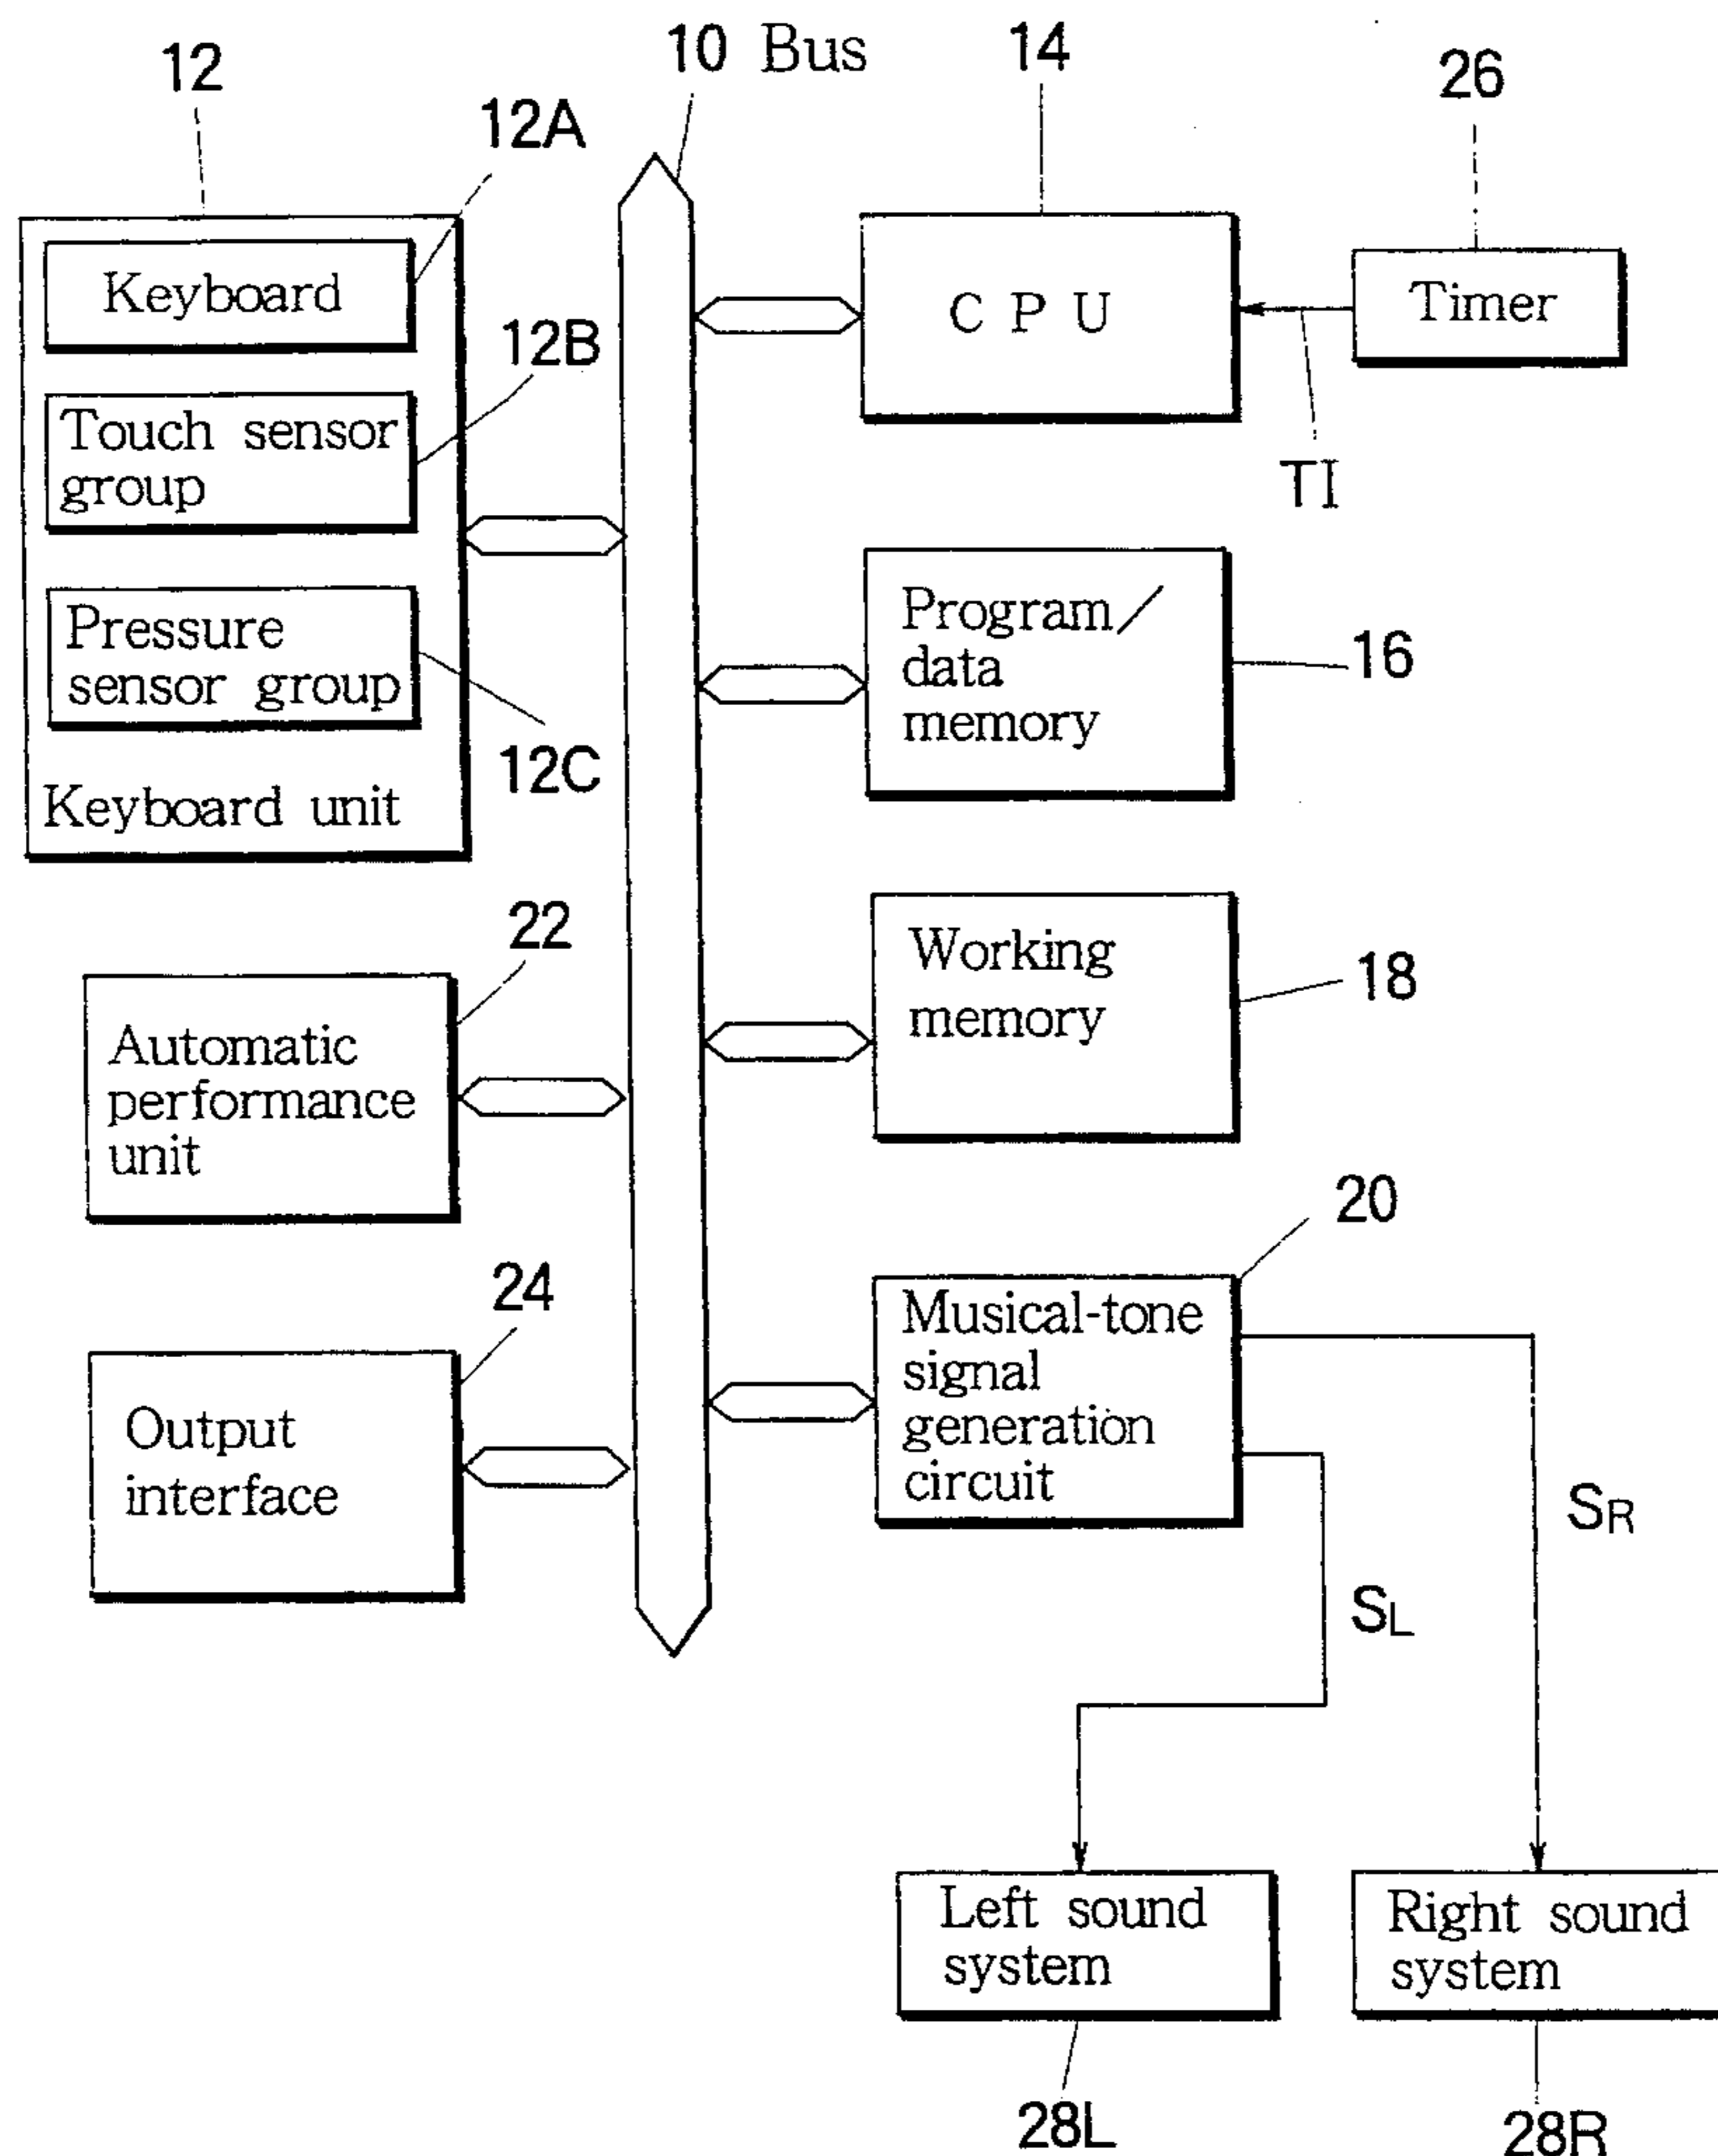 12
10 Bus
14
26
12A
Keyboard
C P U
Timer
12B
Touch sensor
group
TI
Pressure
sensor group
12C
Keyboard unit
Program/
data
memory
16
22
Working
memory
18
Automatic
performance
unit
20
24
Musical-tone
signal
generation
circuit
Output
interface
SR
SL
Left sound
system
Right sound
system
28L
28R